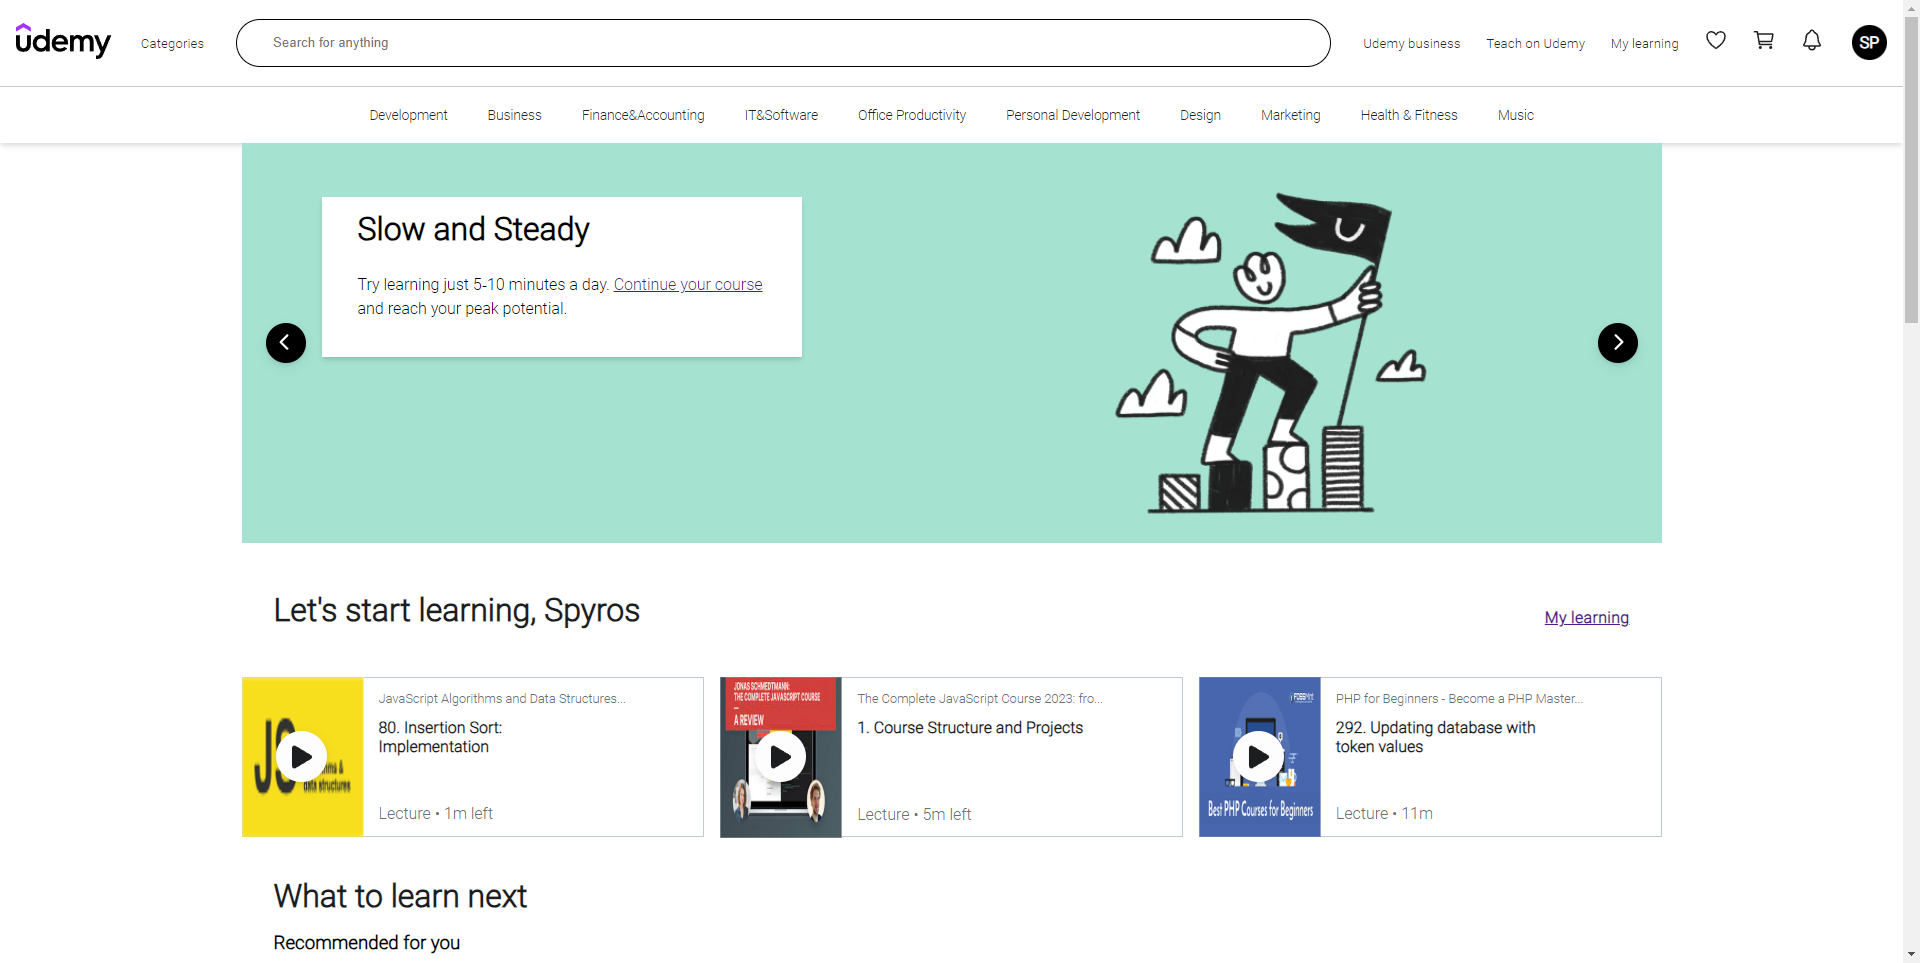 udemy
Categories
Search for anything
Udemy business
Teach on Udemy
My learning
SP
Development
Business
Finance&Accounting
IT&Software
Office Productivity
Personal Development
Design
Marketing
Health & Fitness
Music
Slow and Steady
Try learning just 5-10 minutes a day. Continue your course
and reach your peak potential.
U
Let's start learning, Spyros
My learning
JS
data structures
JavaScript Algorithms and Data Structures...
80. Insertion Sort:
Implementation
Lecture • 1m left
JONAS SCHMEDTMANN:
THE COMPLETE JAVASCRIPT COURSE
—
A REVIEW
The Complete JavaScript Course 2023: fro...
1. Course Structure and Projects
Lecture • 5m left
Best PHP Courses for Beginners
PHP for Beginners - Become a PHP Master...
292. Updating database with
token values
Lecture • 11m
What to learn next
Recommended for you